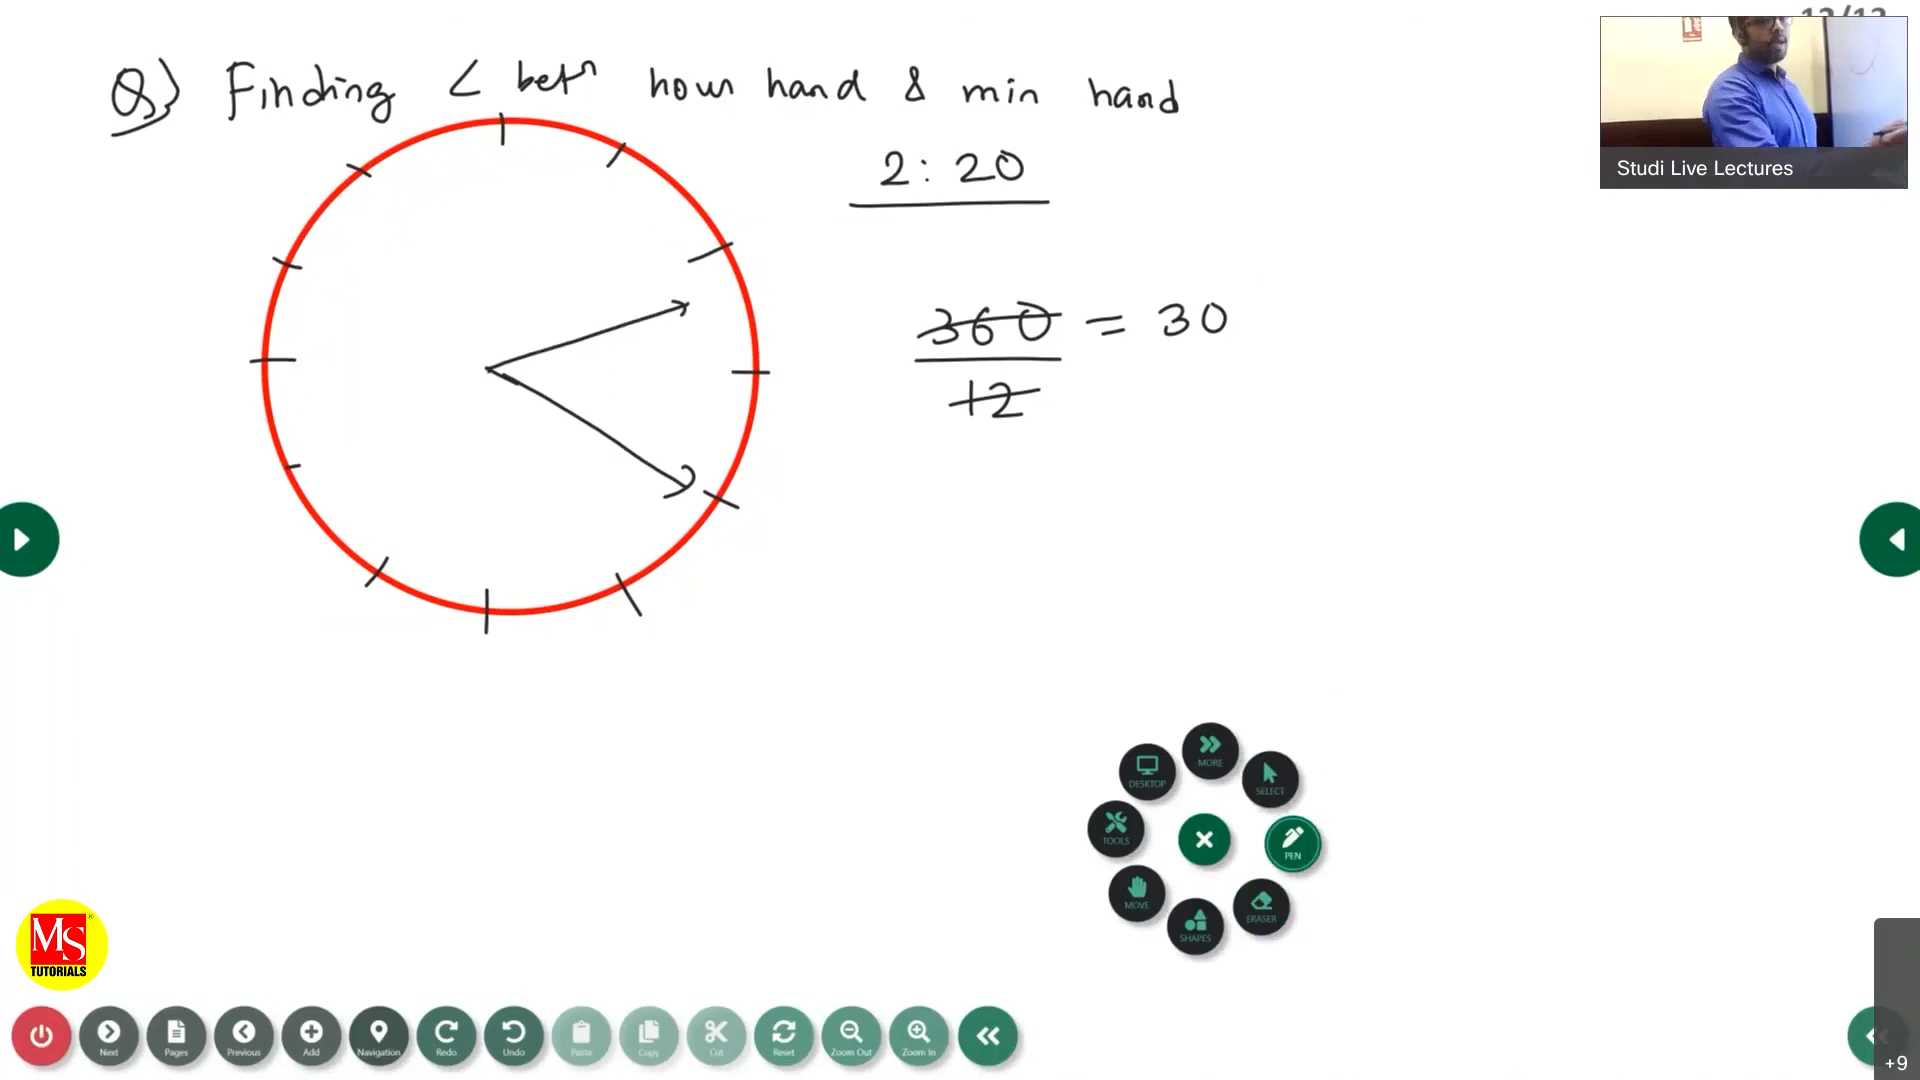 Q) Finding ∠ betn hour hand & min hand
2 : 20
360 = 30
12
Studi Live Lectures
MORE
DESKTOP
SELECT
TOOLS
PEN
MOVE
ERASER
SHAPES
MS
TUTORIALS
Next Pages Previous Add Navigation Redo Undo Paste Copy Cut Reset Zoom Out Zoom In
+9